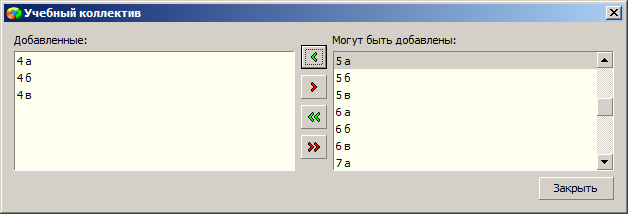 Учебный коллектив
Добавленные:
4 а
4 б
4 в
Могут быть добавлены:
5 а
5 б
5 в
6 а
6 б
6 в
7 а
Закрыть